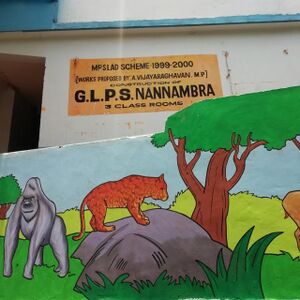 MPSLAD SCHEME-1999-2000
(WORKS PROPOSED BY: A.VIJAYARAGHAVAN. M.P)
CONSTRUCTION OF
G.L.P.S. NANNAMBRA
3 CLASS ROOMS